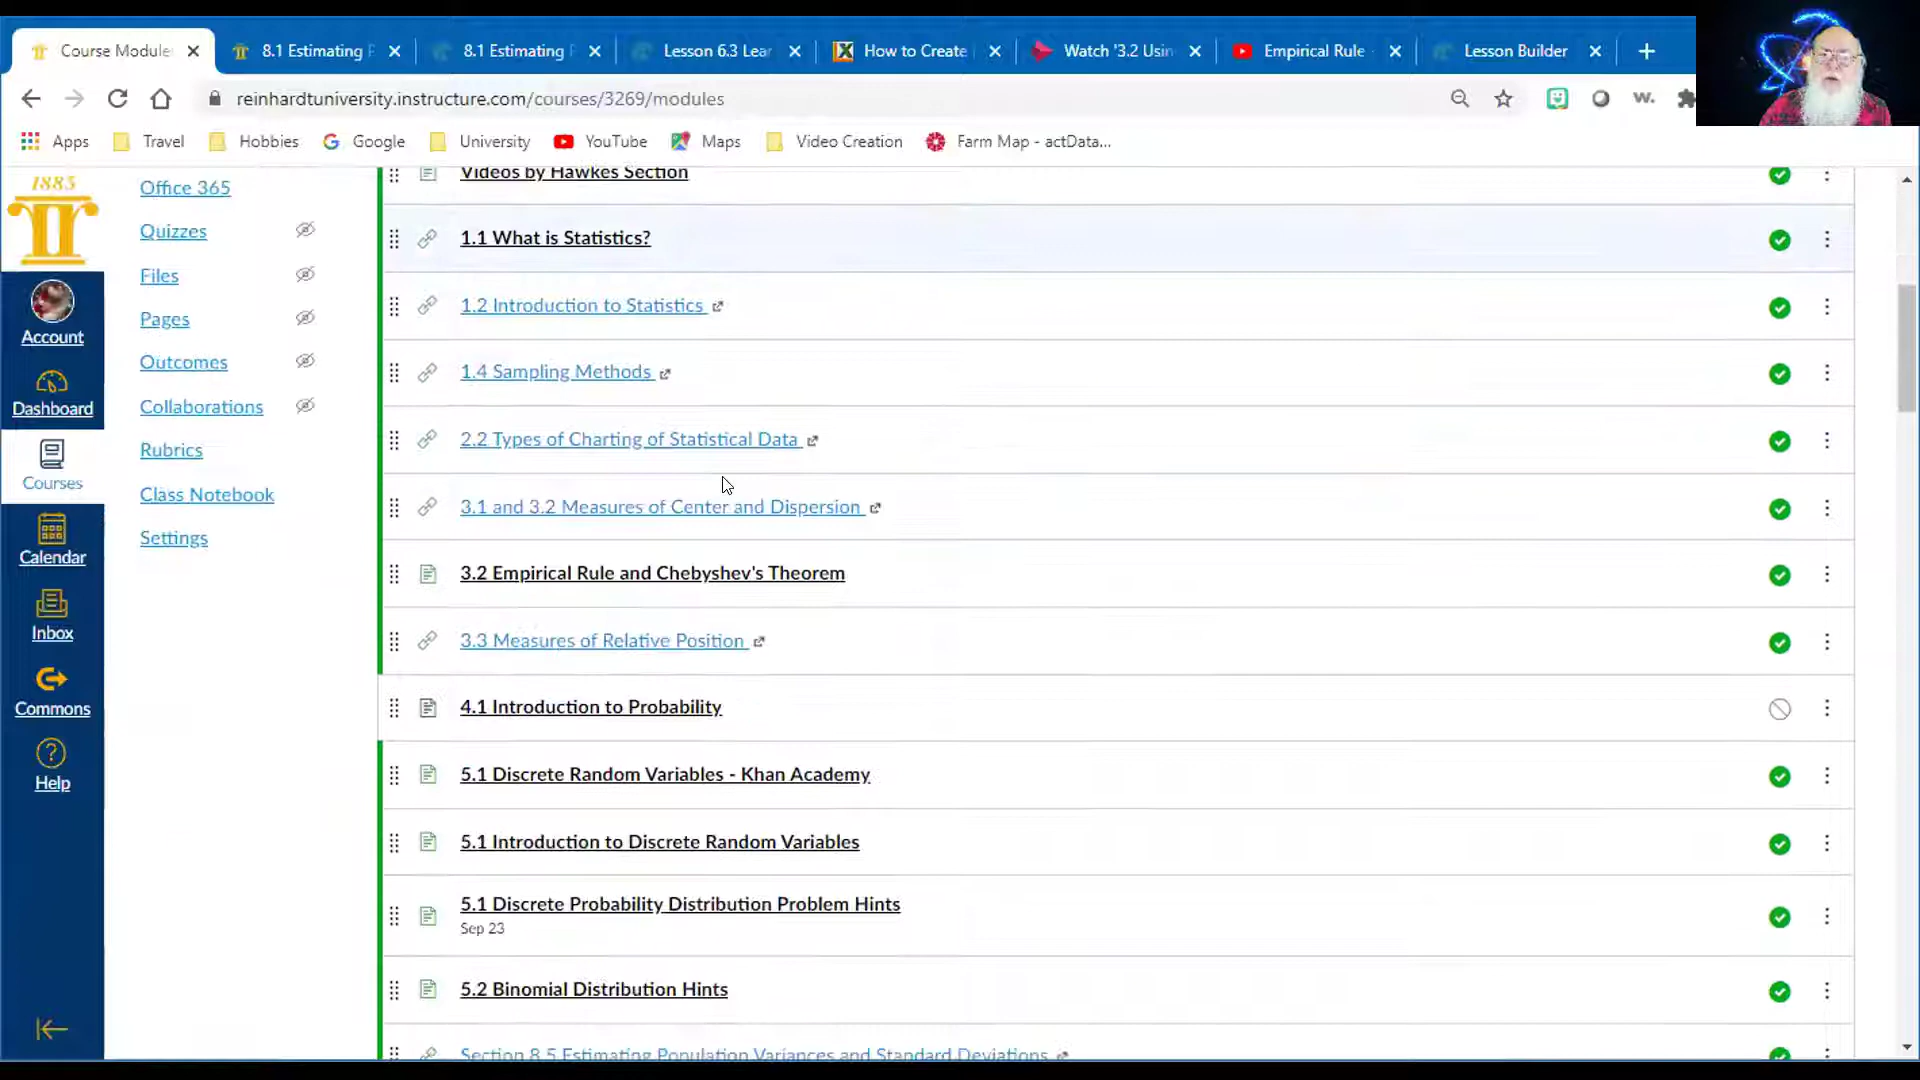 Course Module
8.1 Estimating P
8.1 Estimating P
Lesson 6.3 Lear
How to Create
Watch '3.2 Usin
Empirical Rule
Lesson Builder
reinhardtuniversity.instructure.com/courses/3269/modules
w.
Apps
Travel
Hobbies
Google
University
YouTube
Maps
Video Creation
Farm Map - actData...
1883
Account
Dashboard
Courses
Calendar
Inbox
Commons
Help
Office 365
Quizzes
Files
Pages
Outcomes
Collaborations
Rubrics
Class Notebook
Settings
Videos by Hawkes Section
1.1 What is Statistics?
1.2 Introduction to Statistics
1.4 Sampling Methods
2.2 Types of Charting of Statistical Data
3.1 and 3.2 Measures of Center and Dispersion
3.2 Empirical Rule and Chebyshev's Theorem
3.3 Measures of Relative Position
4.1 Introduction to Probability
5.1 Discrete Random Variables - Khan Academy
5.1 Introduction to Discrete Random Variables
5.1 Discrete Probability Distribution Problem Hints
Sep 23
5.2 Binomial Distribution Hints
Section 8.5 Estimating Population Variances and Standard Deviations